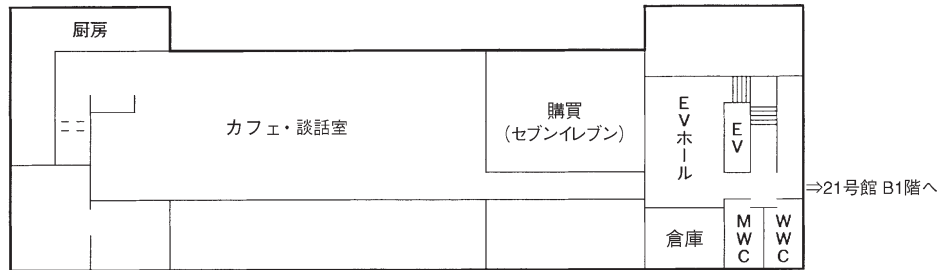 厨房
カフェ・談話室
購買
(セブンイレブン)
EVホール
EV
⇒21号館 B1階へ
倉庫
MWC
WWC